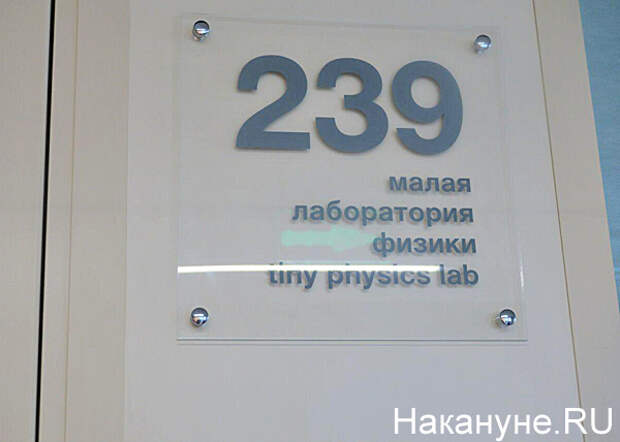 239
малая
лаборатория
физики
tiny physics lab
Накануне.RU